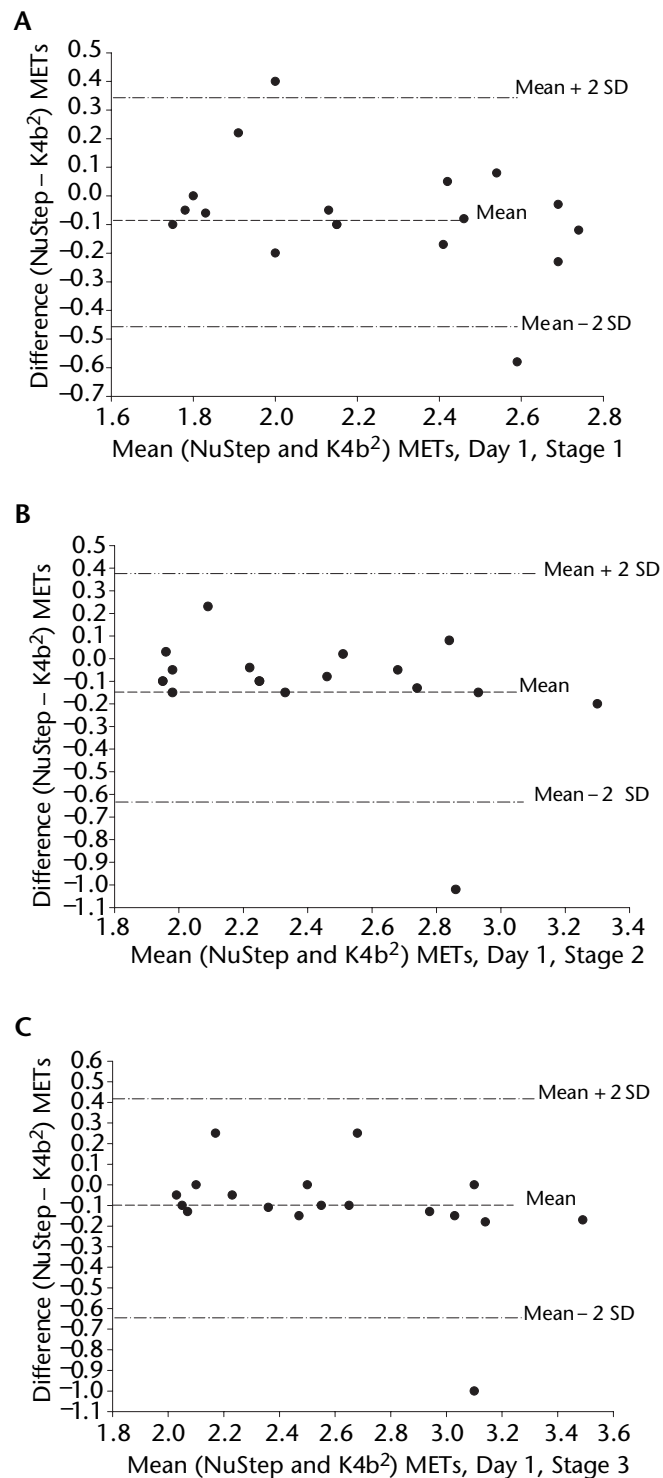 A
0.5
0.4
0.3
0.2
0.1
0.0
−0.1
−0.2
−0.3
−0.4
−0.5
−0.6
−0.7
Difference (NuStep – K4b²) METs
Mean + 2 SD
Mean
Mean – 2 SD
1.6 1.8 2.0 2.2 2.4 2.6 2.8
Mean (NuStep and K4b²) METs, Day 1, Stage 1
B
0.5
0.4
0.3
0.2
0.1
0.0
−0.1
−0.2
−0.3
−0.4
−0.5
−0.6
−0.7
−0.8
−0.9
−1.0
−1.1
Difference (NuStep – K4b²) METs
Mean + 2 SD
Mean
Mean – 2 SD
1.8 2.0 2.2 2.4 2.6 2.8 3.0 3.2 3.4
Mean (NuStep and K4b²) METs, Day 1, Stage 2
C
0.6
0.5
0.4
0.3
0.2
0.1
0.0
−0.1
−0.2
−0.3
−0.4
−0.5
−0.6
−0.7
−0.8
−0.9
−1.0
−1.1
Difference (NuStep – K4b²) METs
Mean + 2 SD
Mean
Mean – 2 SD
1.8 2.0 2.2 2.4 2.6 2.8 3.0 3.2 3.4 3.6
Mean (NuStep and K4b²) METs, Day 1, Stage 3